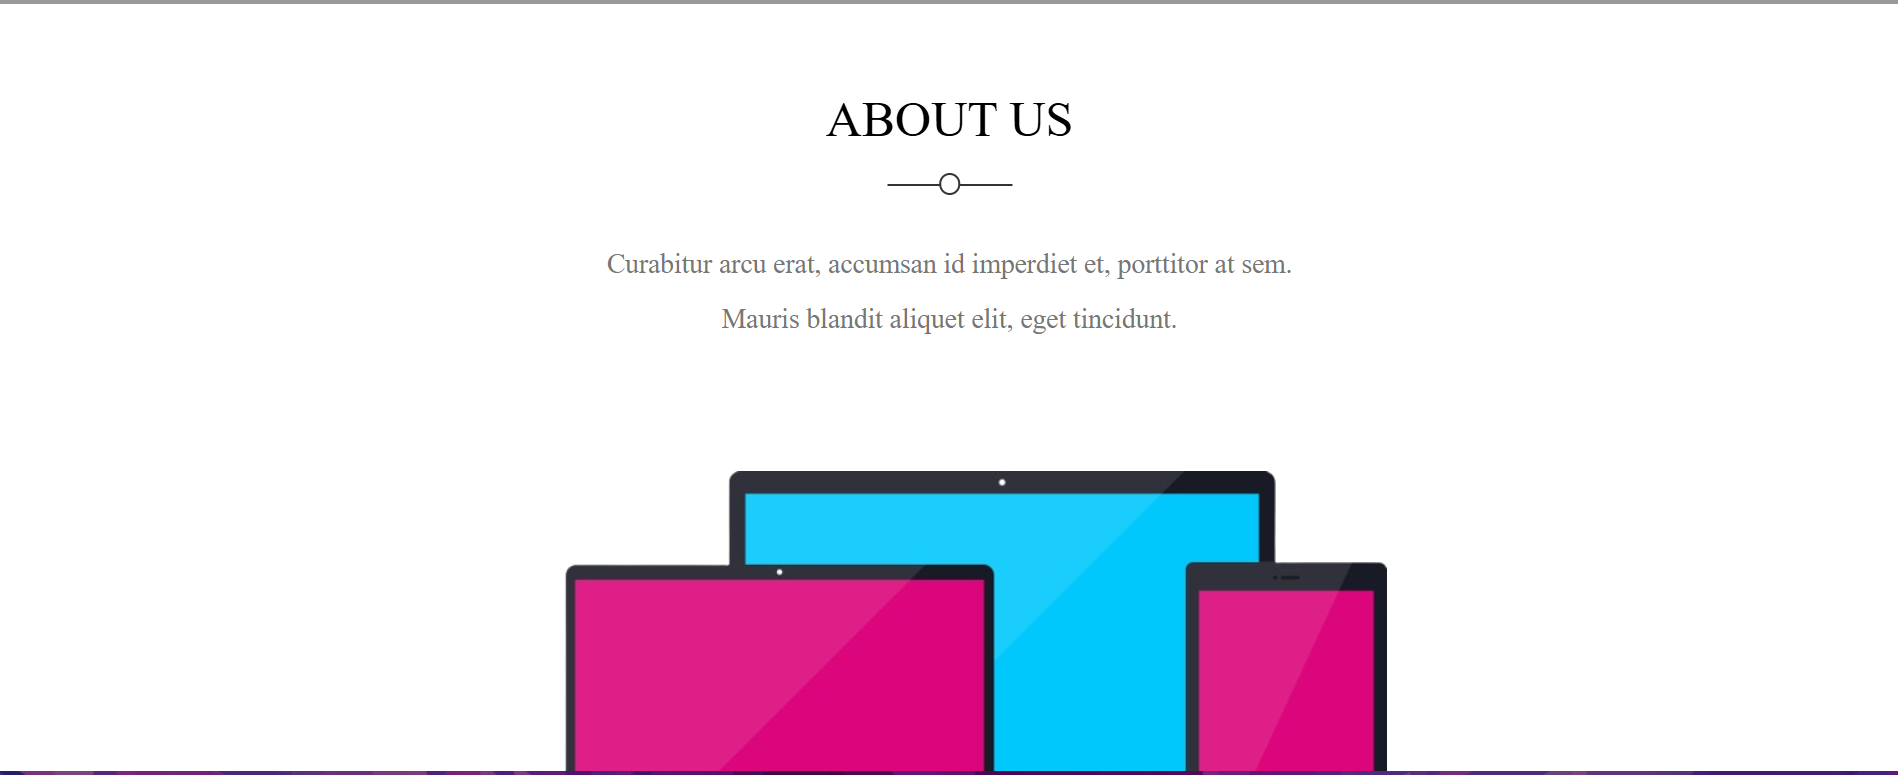 ABOUT US
Curabitur arcu erat, accumsan id imperdiet et, porttitor at sem.
Mauris blandit aliquet elit, eget tincidunt.